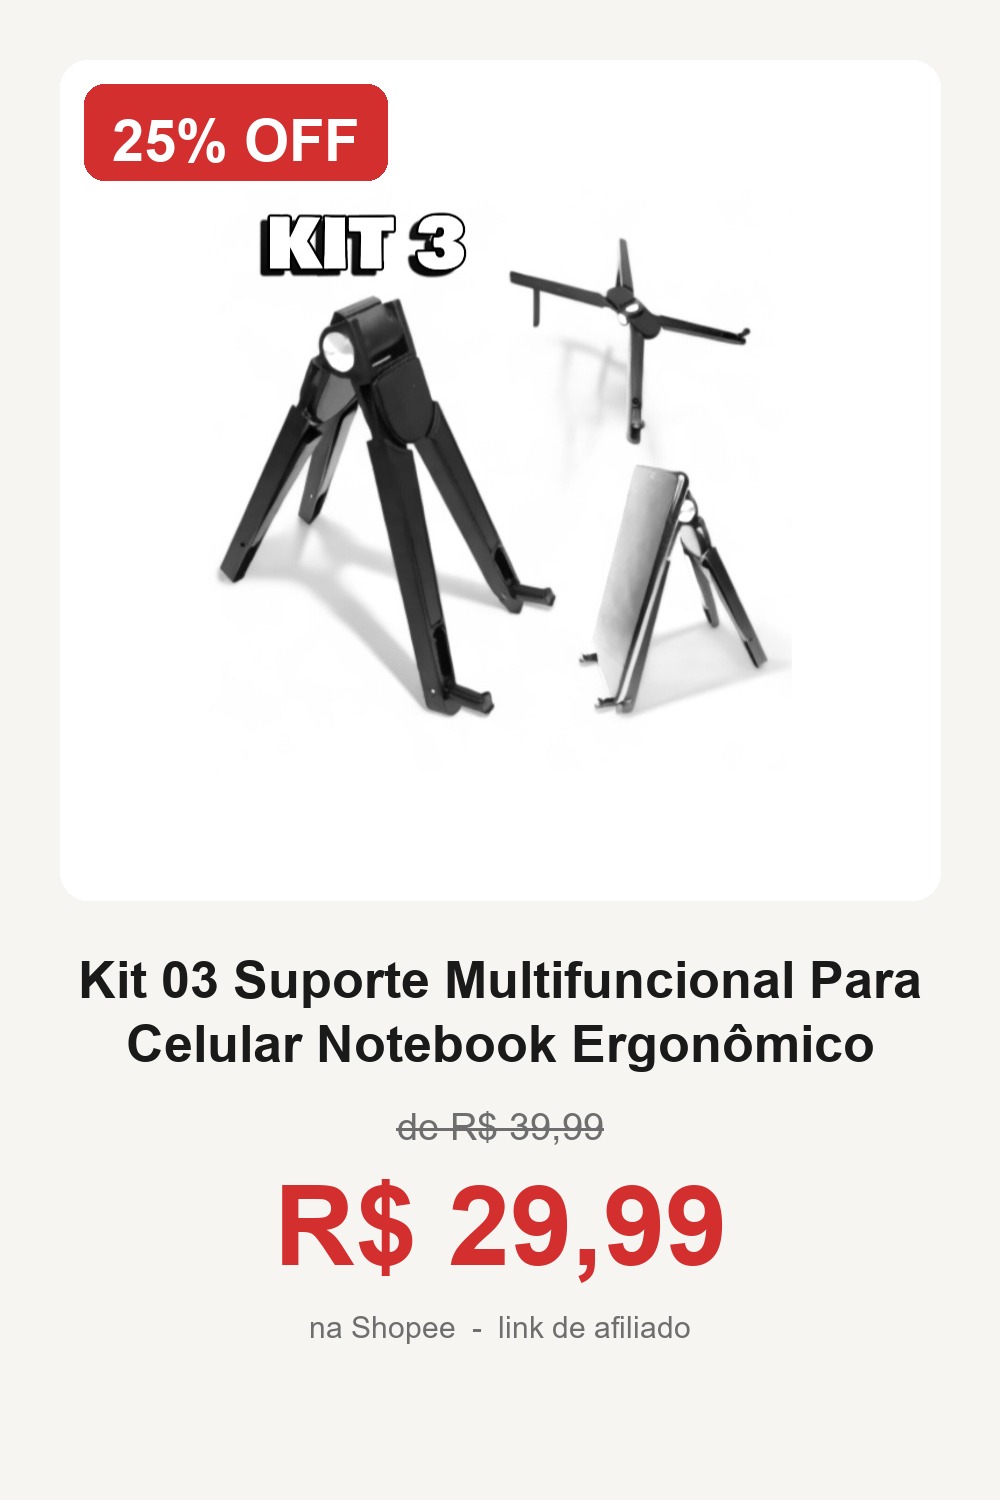 25% OFF
KIT 3
Kit 03 Suporte Multifuncional Para
Celular Notebook Ergonômico
de R$ 39,99
R$ 29,99
na Shopee - link de afiliado